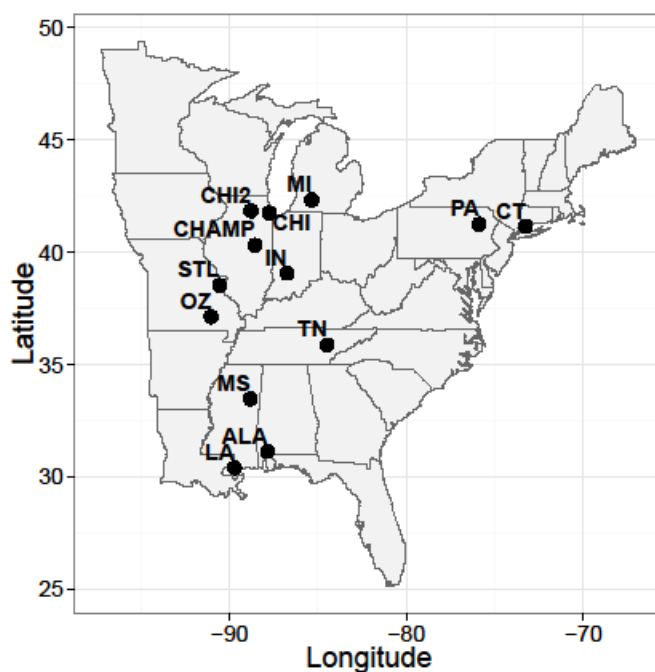 50
45
40
35
30
25
Latitude
CHI2
MI
CHI
CHAMP
IN
STL
OZ
PA
CT
TN
MS
ALA
LA
−90
−80
−70
Longitude